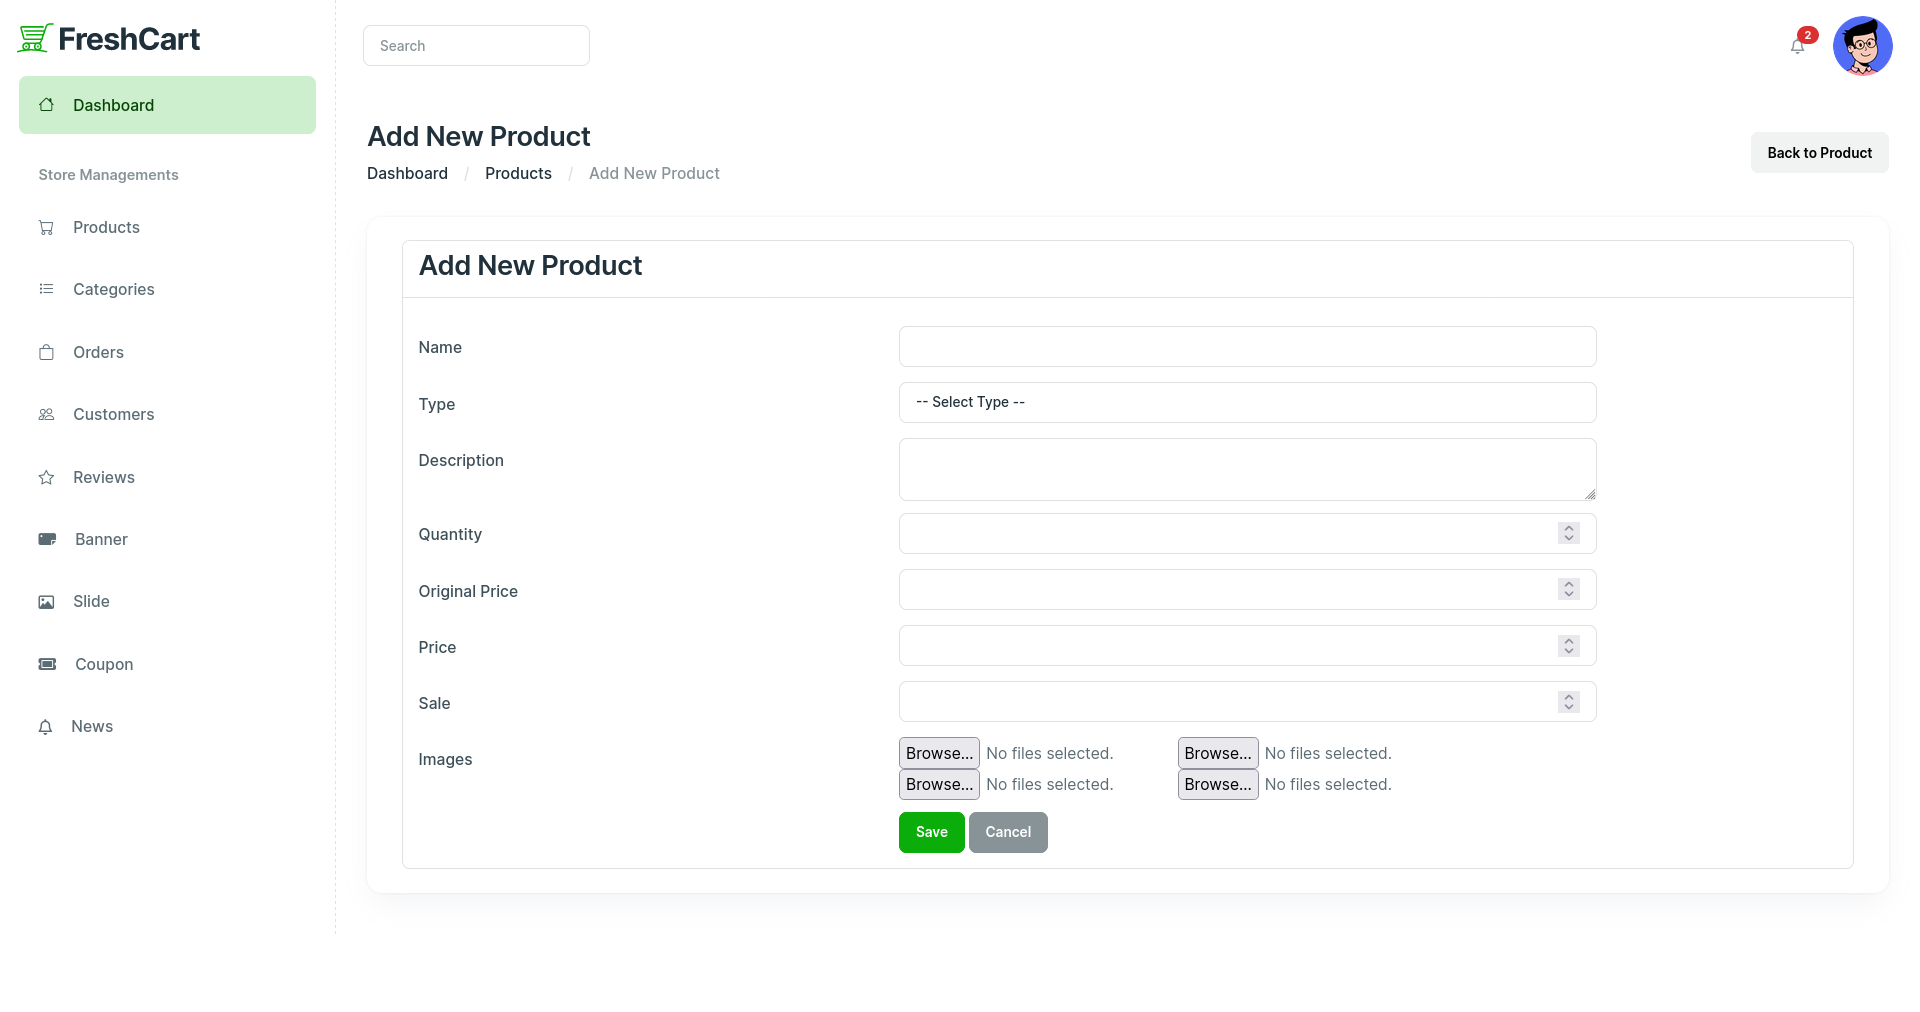 FreshCart
Search
2
Dashboard
Add New Product
Back to Product
Dashboard / Products / Add New Product
Store Managements
Products
Categories
Orders
Customers
Reviews
Banner
Slide
Coupon
News
Add New Product
Name
Type
-- Select Type --
Description
Quantity
Original Price
Price
Sale
Images
Browse... No files selected. Browse... No files selected.
Browse... No files selected. Browse... No files selected.
Save Cancel